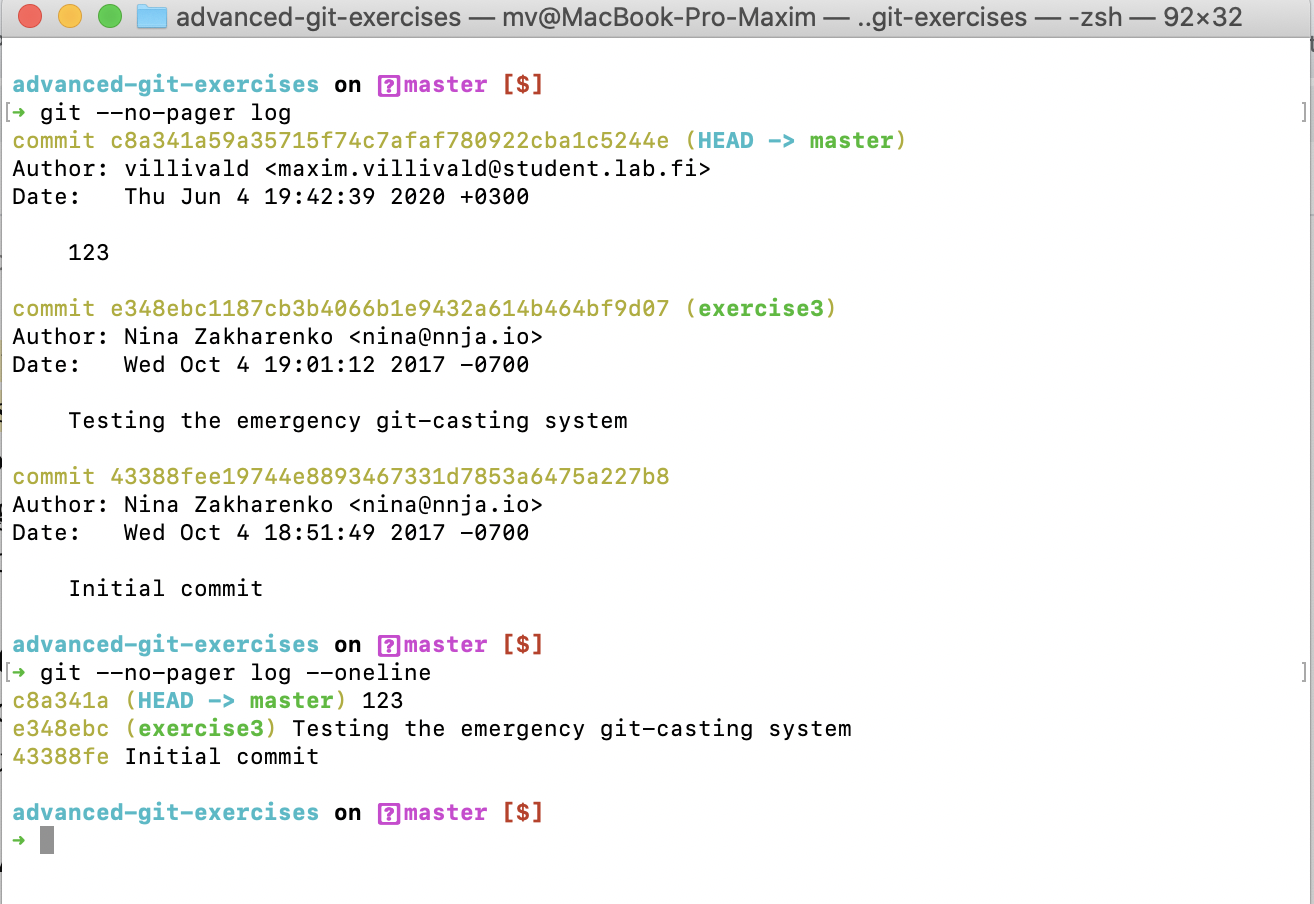 advanced-git-exercises — mv@MacBook-Pro-Maxim — ..git-exercises — -zsh — 92×32
advanced-git-exercises on ?master [$]
[➜ git --no-pager log ]
commit c8a341a59a35715f74c7afaf780922cba1c5244e (HEAD -> master)
Author: villivald <maxim.villivald@student.lab.fi>
Date:   Thu Jun 4 19:42:39 2020 +0300
    123
commit e348ebc1187cb3b4066b1e9432a614b464bf9d07 (exercise3)
Author: Nina Zakharenko <nina@nnja.io>
Date:   Wed Oct 4 19:01:12 2017 -0700
    Testing the emergency git-casting system
commit 43388fee19744e8893467331d7853a6475a227b8
Author: Nina Zakharenko <nina@nnja.io>
Date:   Wed Oct 4 18:51:49 2017 -0700
    Initial commit
advanced-git-exercises on ?master [$]
[➜ git --no-pager log --oneline ]
c8a341a (HEAD -> master) 123
e348ebc (exercise3) Testing the emergency git-casting system
43388fe Initial commit
advanced-git-exercises on ?master [$]
➜